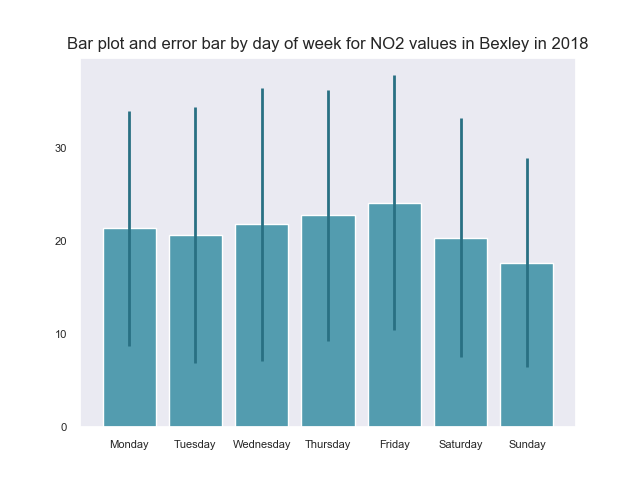 Bar plot and error bar by day of week for NO2 values in Bexley in 2018
30
20
10
0
Monday Tuesday Wednesday Thursday Friday Saturday Sunday